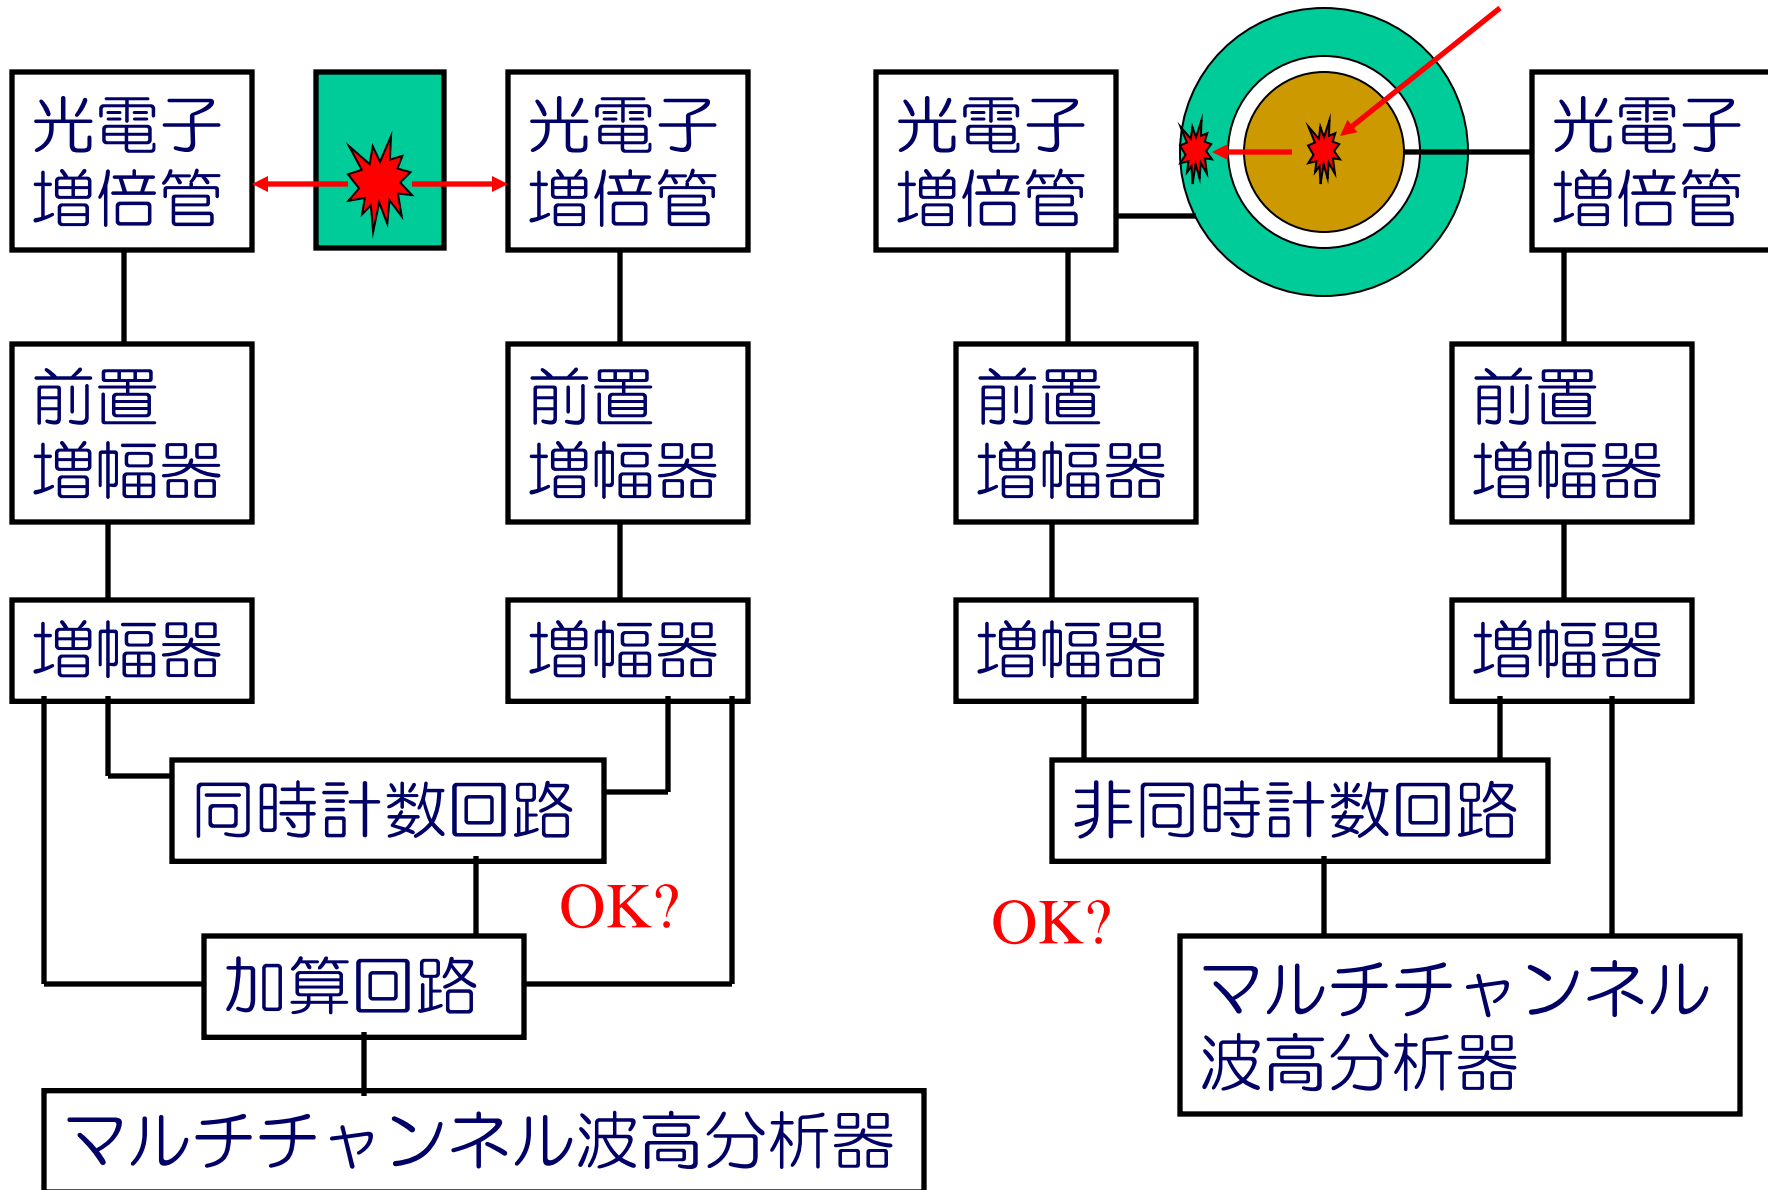 光電子
増倍管
光電子
増倍管
前置
増幅器
前置
増幅器
増幅器
増幅器
同時計数回路
OK?
加算回路
マルチチャンネル波高分析器
光電子
増倍管
光電子
増倍管
前置
増幅器
前置
増幅器
増幅器
増幅器
非同時計数回路
OK?
マルチチャンネル
波高分析器